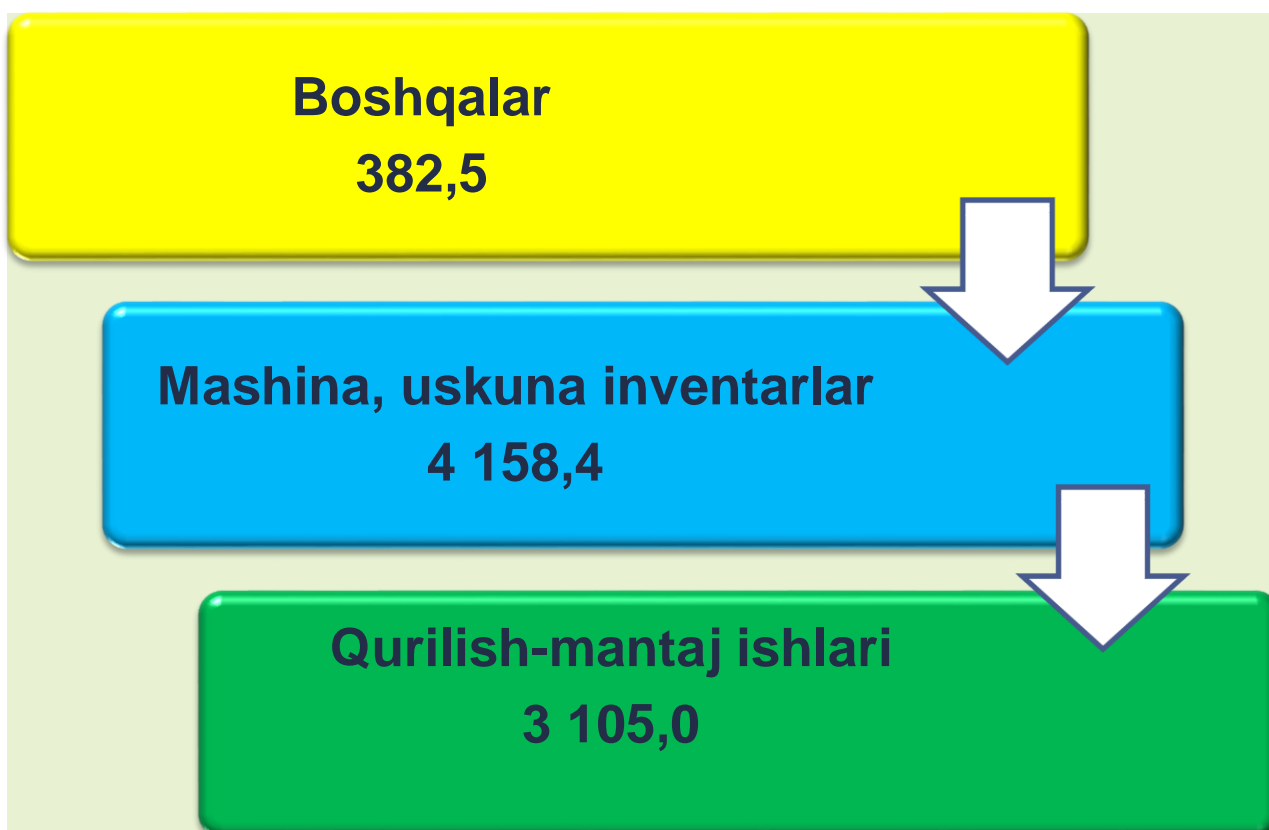 Boshqalar
382,5
Mashina, uskuna inventarlar
4 158,4
Qurilish-mantaj ishlari
3 105,0